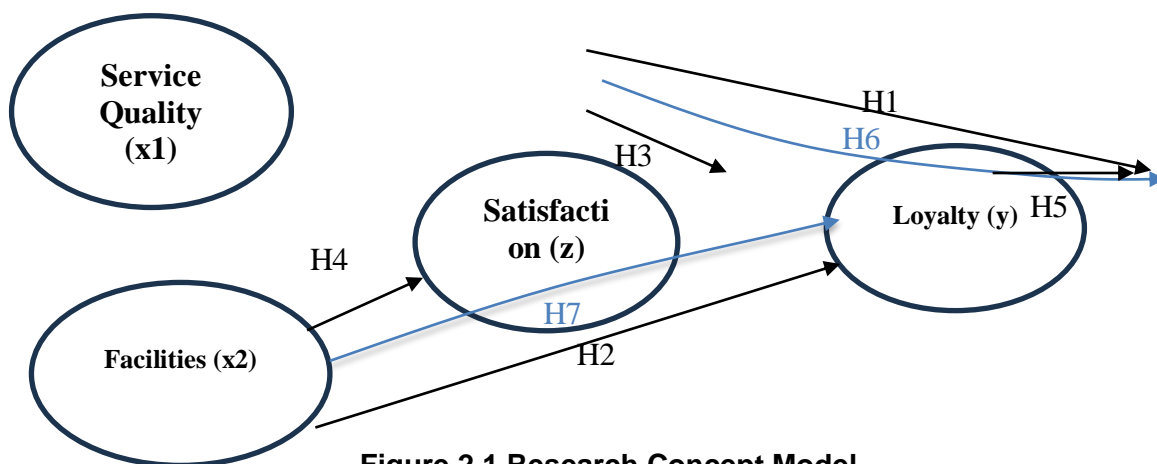 Service
Quality
(x1)
H1
H6
H3
Satisfacti
on (z)
Loyalty (y)
H5
H4
H7
Facilities (x2)
H2
Figure 2.1 Research Concept Model